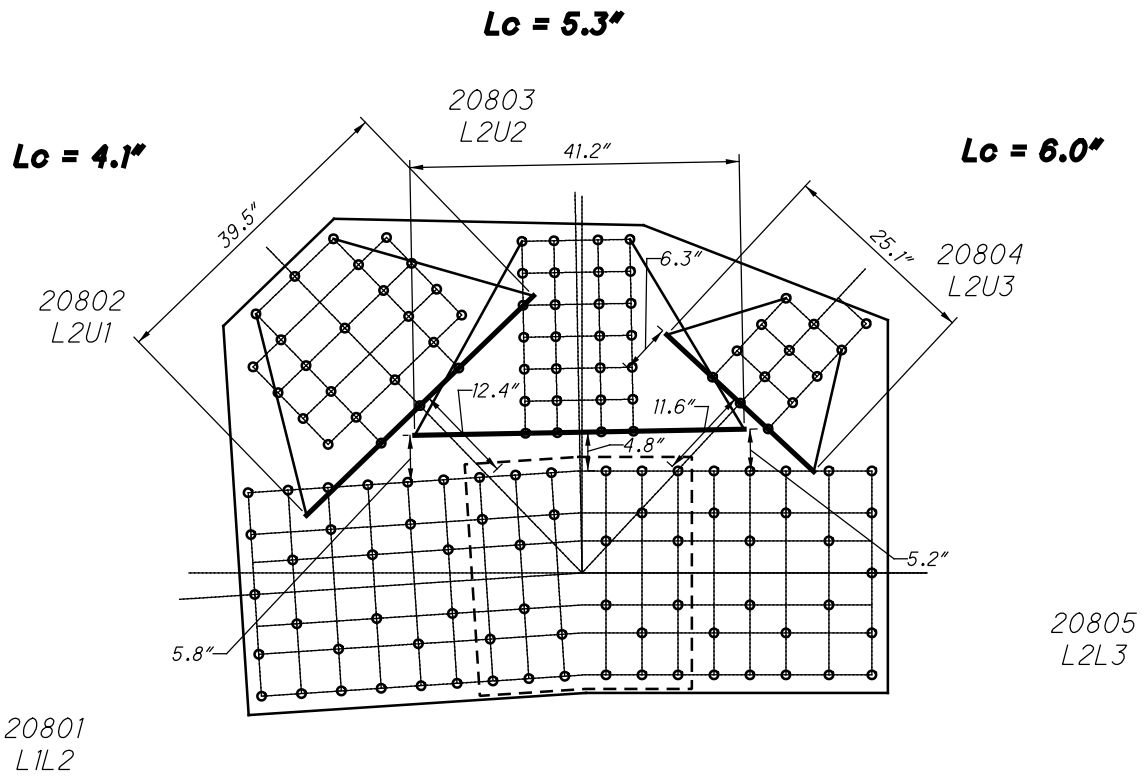 Lc = 5.3"
20803
L2U2
Lc = 4.1"
41.2"
Lc = 6.0"
39.5"
25.1"
6.3"
20804
L2U3
20802
L2U1
12.4"
11.6"
4.8"
5.2"
5.8"
20805
L2L3
20801
L1L2